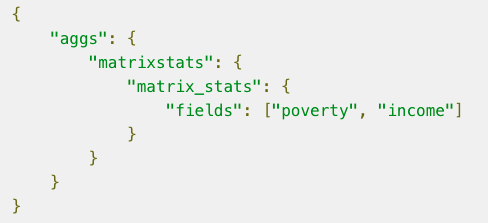 {
    "aggs": {
        "matrixstats": {
            "matrix_stats": {
                "fields": ["poverty", "income"]
            }
        }
    }
}